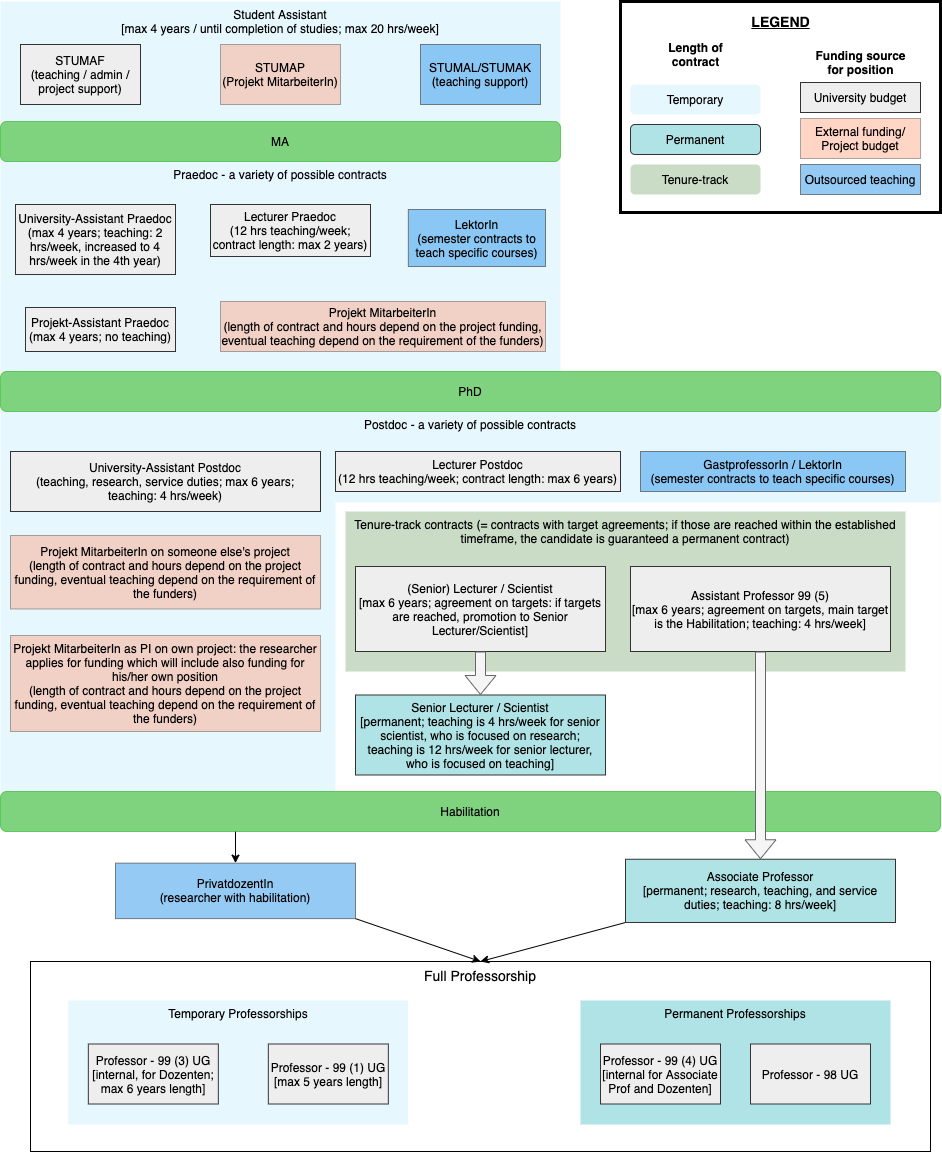 Student Assistant
[max 4 years / until completion of studies; max 20 hrs/week]
STUMAF
(teaching / admin /
project support)
STUMAP
(Projekt MitarbeiterIn)
STUMAL/STUMAK
(teaching support)
LEGEND
Length of
contract
Funding source
for position
Temporary
University budget
Permanent
External funding/
Project budget
Tenure-track
Outsourced teaching
MA
Praedoc - a variety of possible contracts
University-Assistant Praedoc
(max 4 years; teaching: 2
hrs/week, increased to 4
hrs/week in the 4th year)
Lecturer Praedoc
(12 hrs teaching/week;
contract length: max 2 years)
LektorIn
(semester contracts to
teach specific courses)
Projekt-Assistant Praedoc
(max 4 years; no teaching)
Projekt MitarbeiterIn
(length of contract and hours depend on the project funding,
eventual teaching depend on the requirement of the funders)
PhD
Postdoc - a variety of possible contracts
University-Assistant Postdoc
(teaching, research, service duties; max 6 years;
teaching: 4 hrs/week)
Lecturer Postdoc
(12 hrs teaching/week; contract length: max 6 years)
GastprofessorIn / LektorIn
(semester contracts to teach specific courses)
Projekt MitarbeiterIn on someone else's project
(length of contract and hours depend on the project
funding, eventual teaching depend on the requirement of
the funders)
Projekt MitarbeiterIn as PI on own project: the researcher
applies for funding which will include also funding for
his/her own position
(length of contract and hours depend on the project
funding, eventual teaching depend on the requirement of
the funders)
Tenure-track contracts (= contracts with target agreements; if those are reached within the established
timeframe, the candidate is guaranteed a permanent contract)
(Senior) Lecturer / Scientist
[max 6 years; agreement on targets: if targets
are reached, promotion to Senior
Lecturer/Scientist]
Assistant Professor 99 (5)
[max 6 years; agreement on targets, main target
is the Habilitation; teaching: 4 hrs/week]
Senior Lecturer / Scientist
[permanent; teaching is 4 hrs/week for senior
scientist, who is focused on research;
teaching is 12 hrs/week for senior lecturer,
who is focused on teaching]
Habilitation
PrivatdozentIn
(researcher with habilitation)
Associate Professor
[permanent; research, teaching, and service
duties; teaching: 8 hrs/week]
Full Professorship
Temporary Professorships
Professor - 99 (3) UG
[internal, for Dozenten;
max 6 years length]
Professor - 99 (1) UG
[max 5 years length]
Permanent Professorships
Professor - 99 (4) UG
[internal for Associate
Prof and Dozenten]
Professor - 98 UG